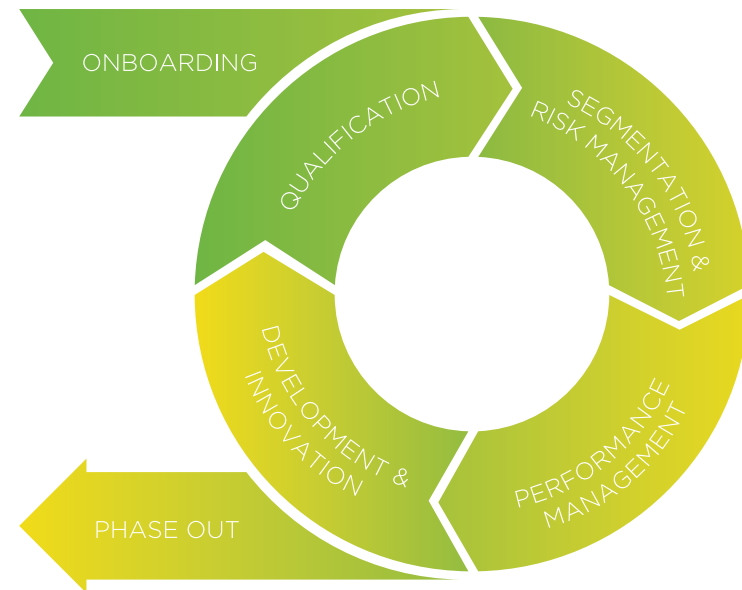 ONBOARDING
QUALIFICATION
SEGMENTATION &
RISK MANAGEMENT
PERFORMANCE
MANAGEMENT
DEVELOPMENT &
INNOVATION
PHASE OUT